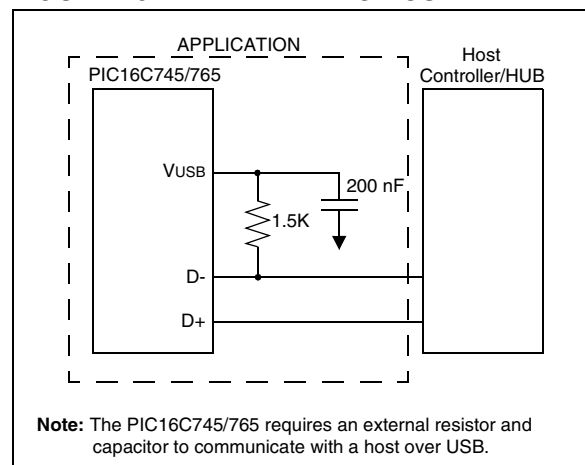 APPLICATION
PIC16C745/765
Host
Controller/HUB
VUSB
200 nF
1.5K
D-
D+
Note: The PIC16C745/765 requires an external resistor and
capacitor to communicate with a host over USB.